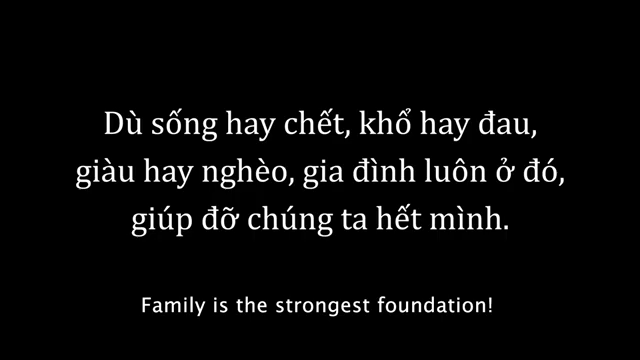 Dù sống hay chết, khổ hay đau,
giàu hay nghèo, gia đình luôn ở đó,
giúp đỡ chúng ta hết mình.
Family is the strongest foundation!